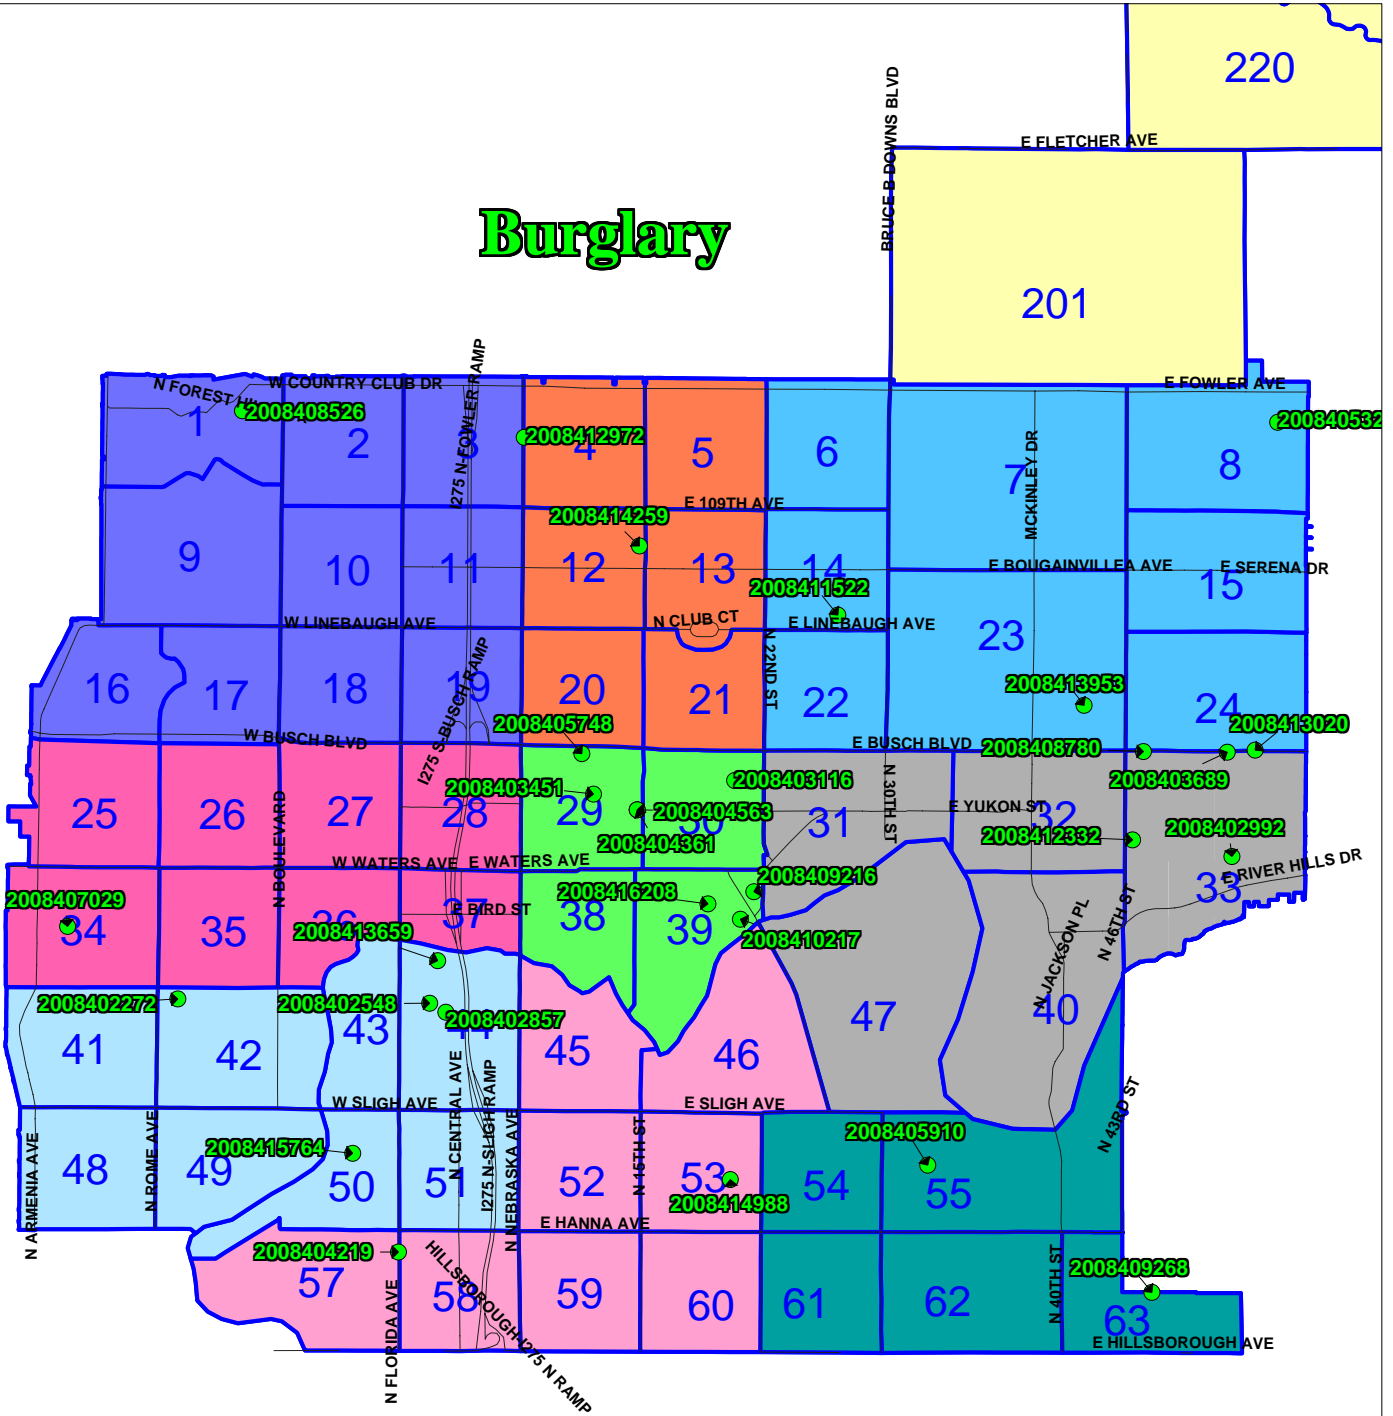 220
E FLETCHER AVE
BRUCE B DOWNS BLVD
Burglary
201
N FOREST
W COUNTRY CLUB DR
I275 N-FOWLER RAMP
E FOWLER AVE
1
2008408526
2
3
2008412972
4
5
6
7
MCKINLEY DR
8
200840532
E 109TH AVE
2008414259
9
10
11
12
13
14
2008411522
E BOUGAINVILLEA AVE
E SERENA DR
15
W LINEBAUGH AVE
N CLUB CT
E LINEBAUGH AVE
16
17
18
19
I275 S-BUSCH RAMP
20
21
N 22ND ST
22
23
2008413953
24
2008413020
2008405748
W BUSCH BLVD
E BUSCH BLVD
2008408780
2008403689
25
26
N BOULEVARD
27
28
2008403451
29
2008404563
2008404361
30
2008403116
31
N 30TH ST
E YUKON ST
32
2008412332
2008402992
33
E RIVER HILLS DR
W WATERS AVE
E WATERS AVE
2008407029
34
35
36
2008413659
37
E BIRD ST
38
2008416208
39
2008409216
2008410217
47
N JACKSON PL
N 46TH ST
40
2008402272
2008402548
2008402857
41
42
43
44
45
46
W SLIGH AVE
N CENTRAL AVE
I275 N-SLIGH RAMP
E SLIGH AVE
N 43RD ST
N ARMENIA AVE
48
N ROME AVE
49
2008415764
50
51
N NEBRASKA AVE
52
N 15TH ST
53
2008414988
54
2008405910
55
E HANNA AVE
2008404219
57
N FLORIDA AVE
58
HILLSBOROUGH-I275 N RAMP
59
60
61
62
N 40TH ST
2008409268
63
E HILLSBOROUGH AVE